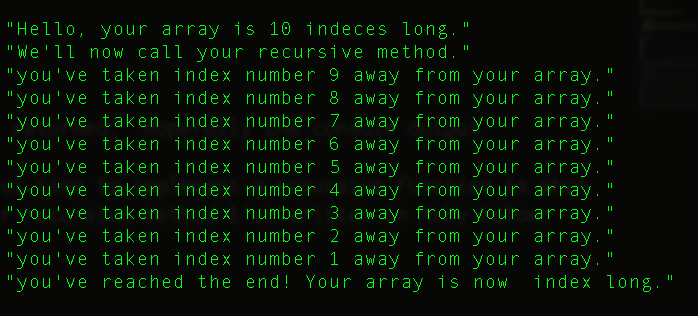 "Hello, your array is 10 indeces long."
"We'll now call your recursive method."
"you've taken index number 9 away from your array."
"you've taken index number 8 away from your array."
"you've taken index number 7 away from your array."
"you've taken index number 6 away from your array."
"you've taken index number 5 away from your array."
"you've taken index number 4 away from your array."
"you've taken index number 3 away from your array."
"you've taken index number 2 away from your array."
"you've taken index number 1 away from your array."
"you've reached the end! Your array is now  index long."